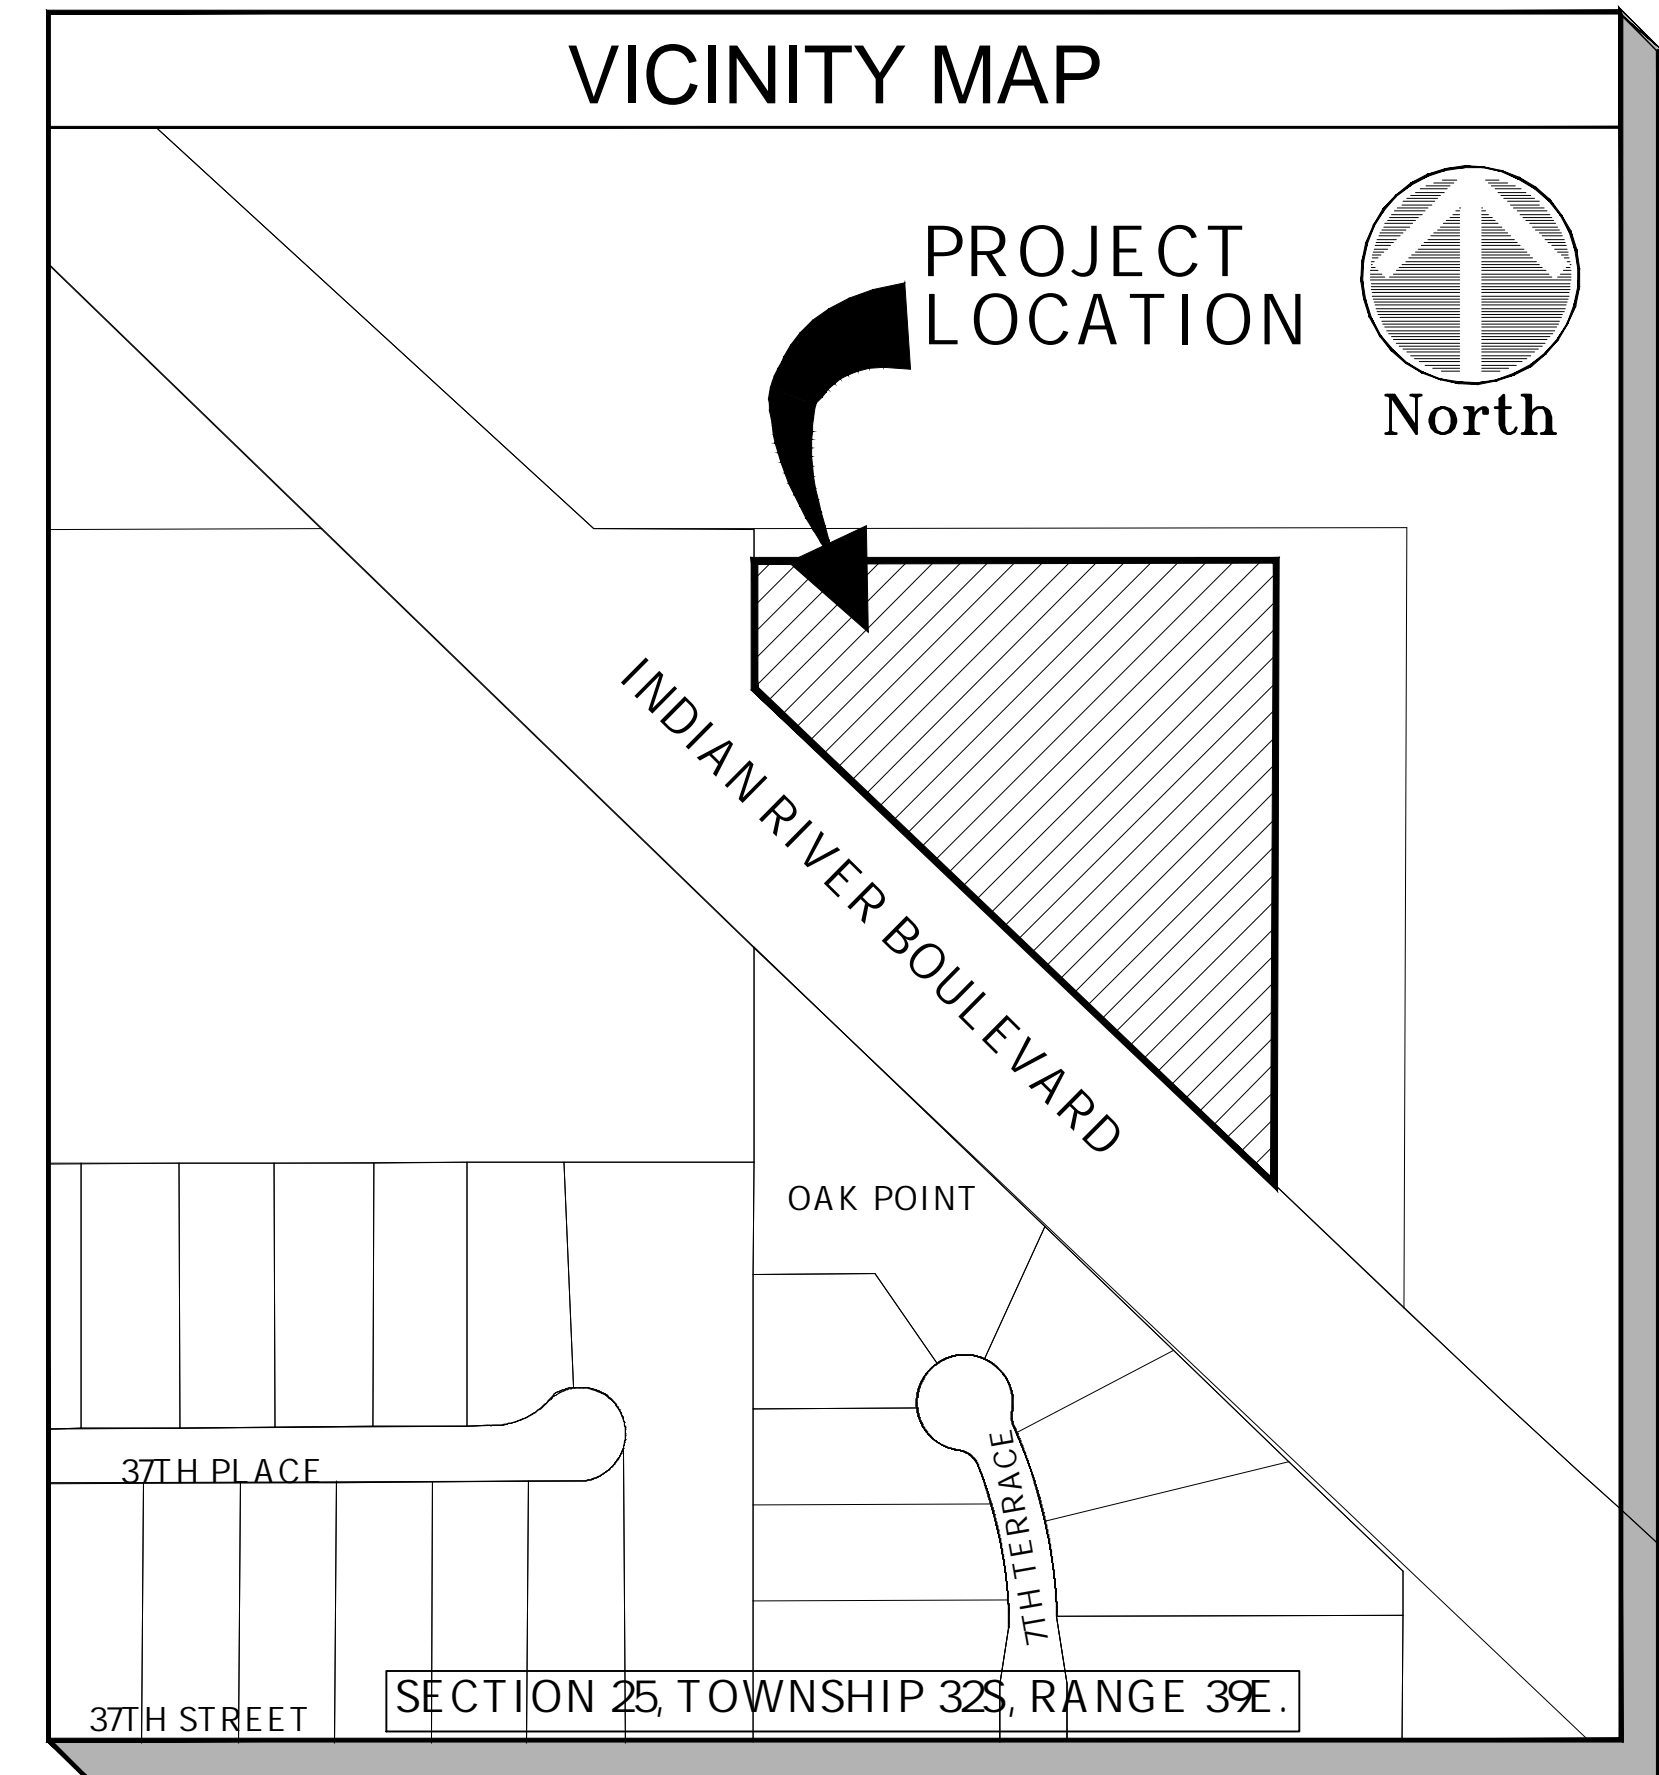 VICINITY MAP
PROJECT
LOCATION
North
INDIAN RIVER BOULEVARD
OAK POINT
37TH PLACE
7TH TERRACE
37TH STREET
SECTION 25, TOWNSHIP 32S, RANGE 39E.